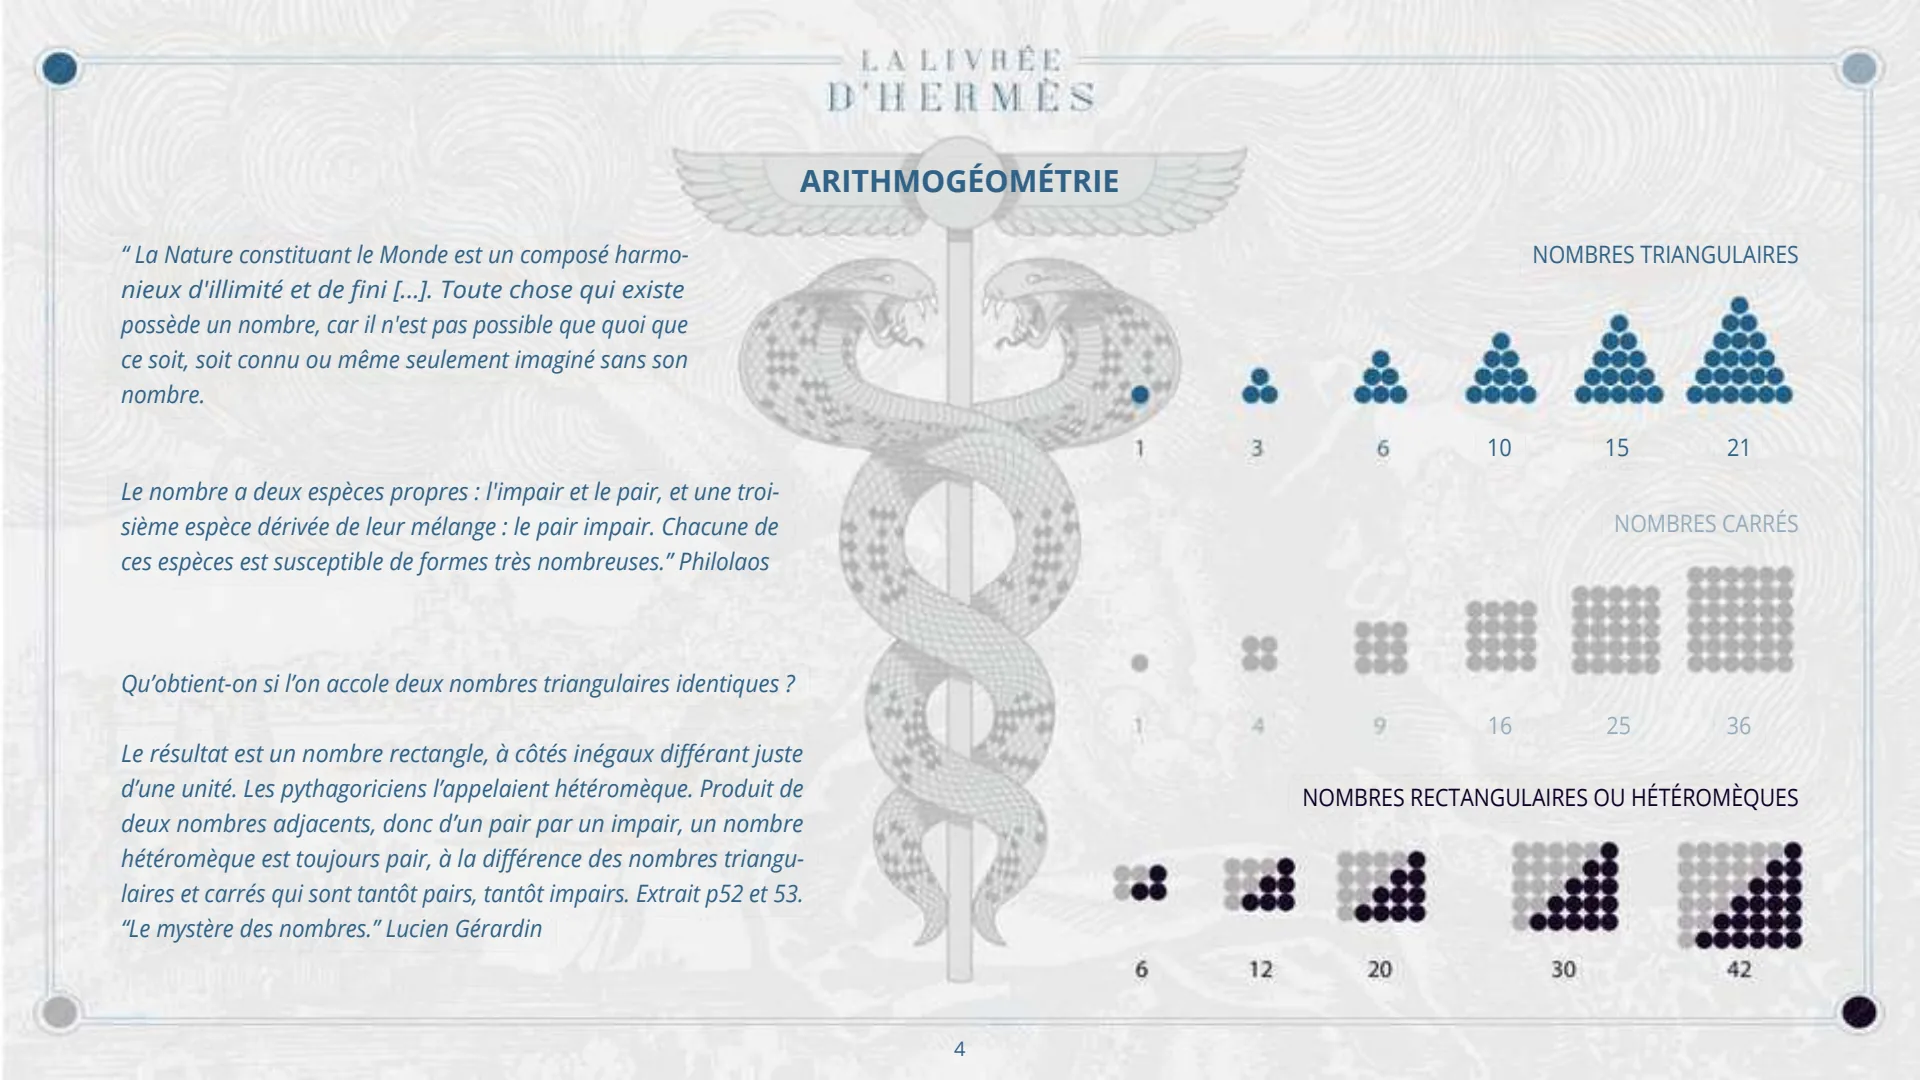 LA LIVRÉE
D'HERMÈS
ARITHMOGÉOMÉTRIE
“ La Nature constituant le Monde est un composé harmo-
nieux d'illimité et de fini [...]. Toute chose qui existe
possède un nombre, car il n'est pas possible que quoi que
ce soit, soit connu ou même seulement imaginé sans son
nombre.
Le nombre a deux espèces propres : l'impair et le pair, et une troi-
sième espèce dérivée de leur mélange : le pair impair. Chacune de
ces espèces est susceptible de formes très nombreuses.” Philolaos
Qu’obtient-on si l’on accole deux nombres triangulaires identiques ?
Le résultat est un nombre rectangle, à côtés inégaux différant juste
d’une unité. Les pythagoriciens l’appelaient hétéromèque. Produit de
deux nombres adjacents, donc d’un pair par un impair, un nombre
hétéromèque est toujours pair, à la différence des nombres triangu-
laires et carrés qui sont tantôt pairs, tantôt impairs. Extrait p52 et 53.
“Le mystère des nombres.” Lucien Gérardin
NOMBRES TRIANGULAIRES
1 3 6 10 15 21
NOMBRES CARRÉS
1 4 9 16 25 36
NOMBRES RECTANGULAIRES OU HÉTÉROMÈQUES
6 12 20 30 42
4